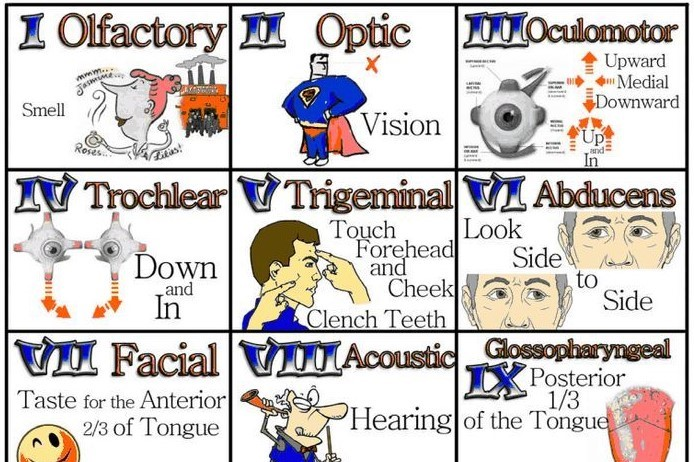 I Olfactory
mmm...
Jasmine...
Smell
Roses...
Lilies!
II Optic
Vision
III Oculomotor
Upward
Medial
Downward
Up
and
In
IV Trochlear
Down
and
In
V Trigeminal
Touch
Forehead
and
Cheek
Clench Teeth
VI Abducens
Look
Side
to
Side
VII Facial
Taste for the Anterior
2/3 of Tongue
VIII Acoustic
Hearing
Glossopharyngeal
IX Posterior
1/3
of the Tongue